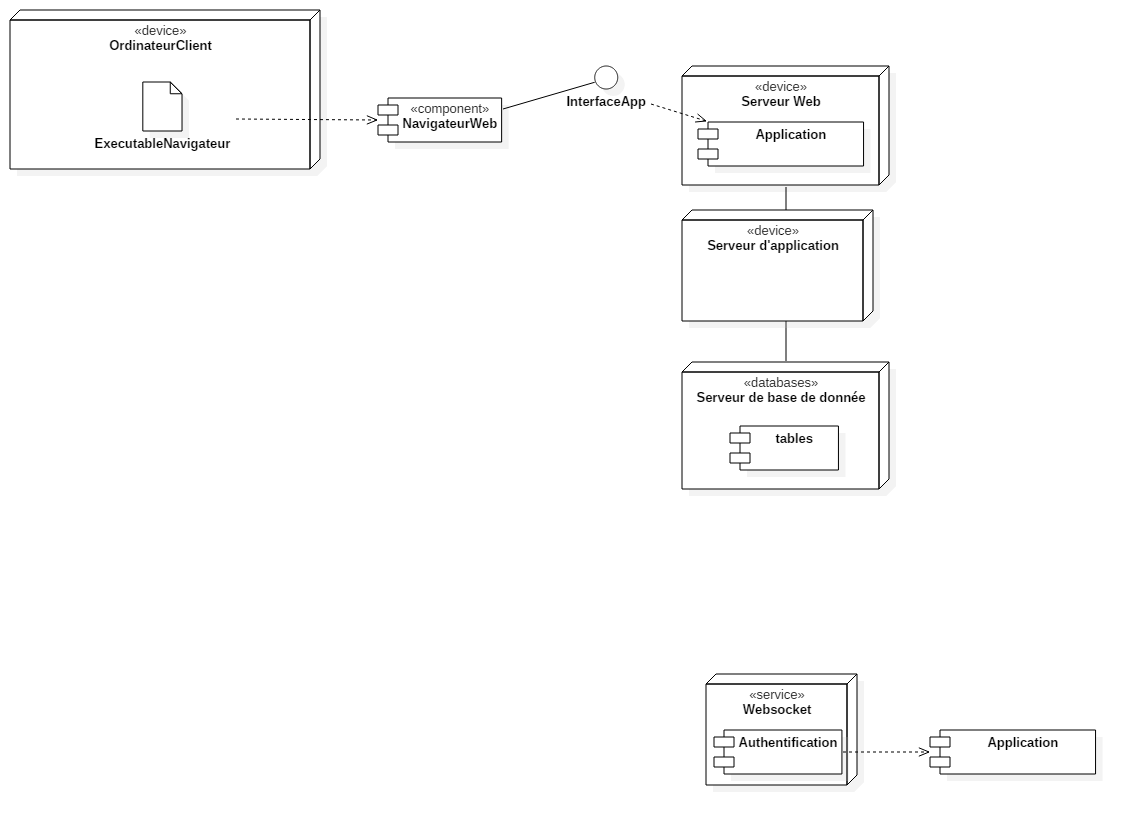 «device»
OrdinateurClient
ExecutableNavigateur
«component»
NavigateurWeb
InterfaceApp
«device»
Serveur Web
Application
«device»
Serveur d'application
«databases»
Serveur de base de donnée
tables
«service»
Websocket
Authentification
Application